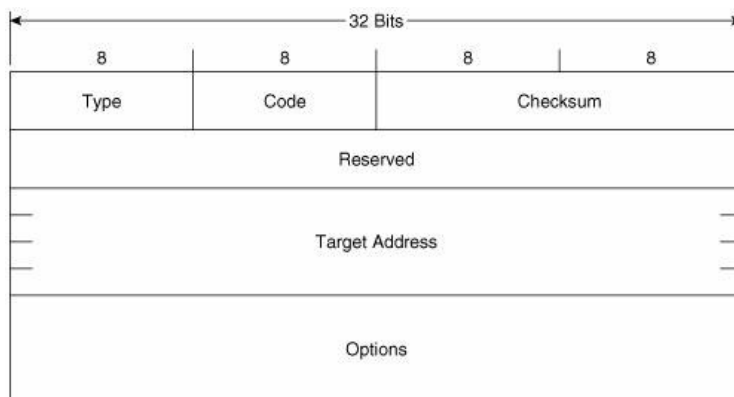 32 Bits
8 8 8 8
Type Code Checksum
Reserved
Target Address
Options